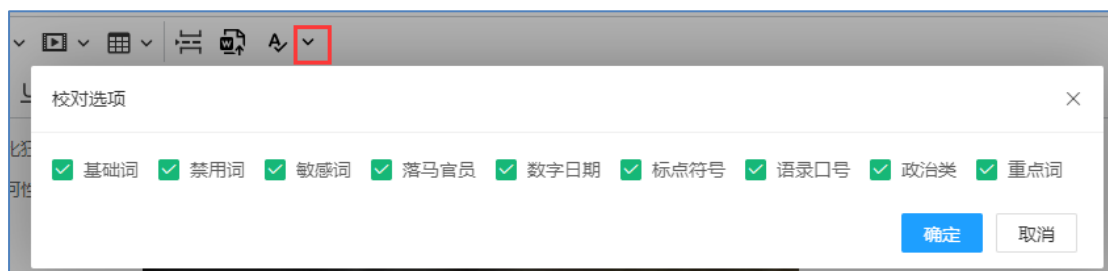 校对选项
基础词 禁用词 敏感词 落马官员 数字日期 标点符号 语录口号 政治类 重点词
确定 取消